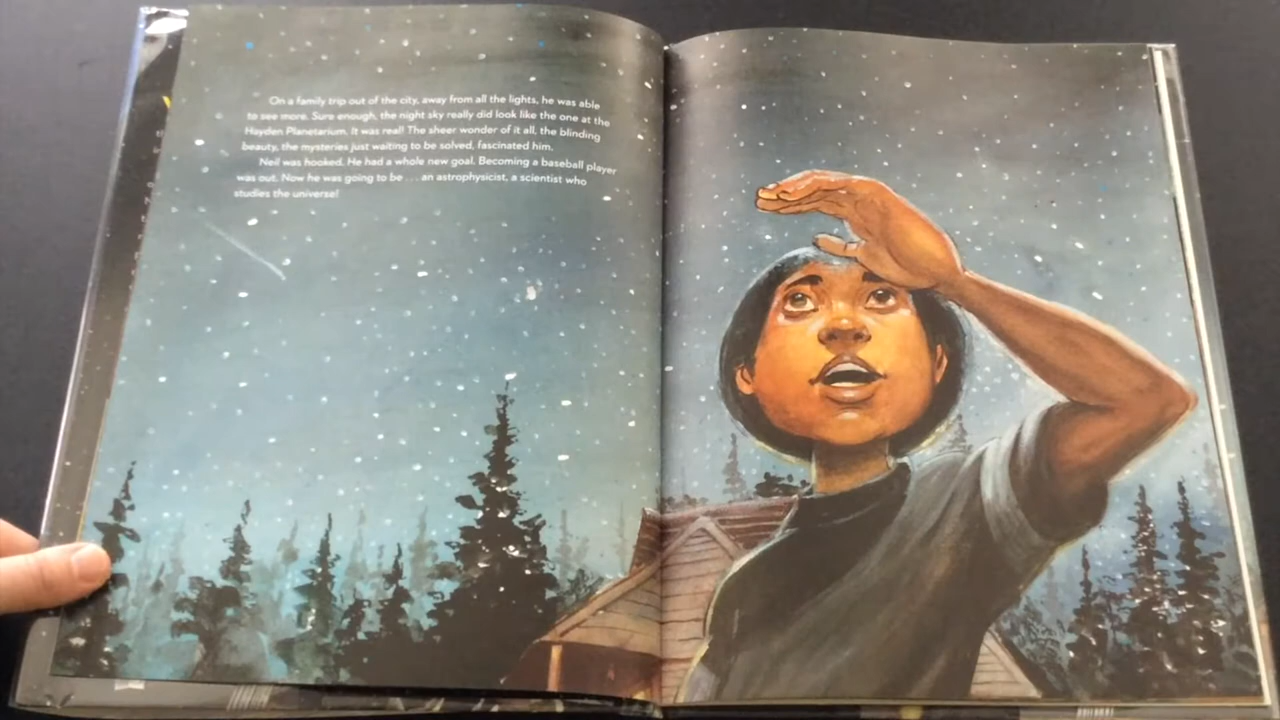 On a family trip out of the city, away from all the lights, he was able
to see more. Sure enough, the night sky really did look like the one at the
Hayden Planetarium. It was real! The sheer wonder of it all, the blinding
beauty, the mysteries just waiting to be solved, fascinated him.
Neil was hooked. He had a whole new goal. Becoming a baseball player
was out. Now he was going to be . . . an astrophysicist, a scientist who
studies the universe!